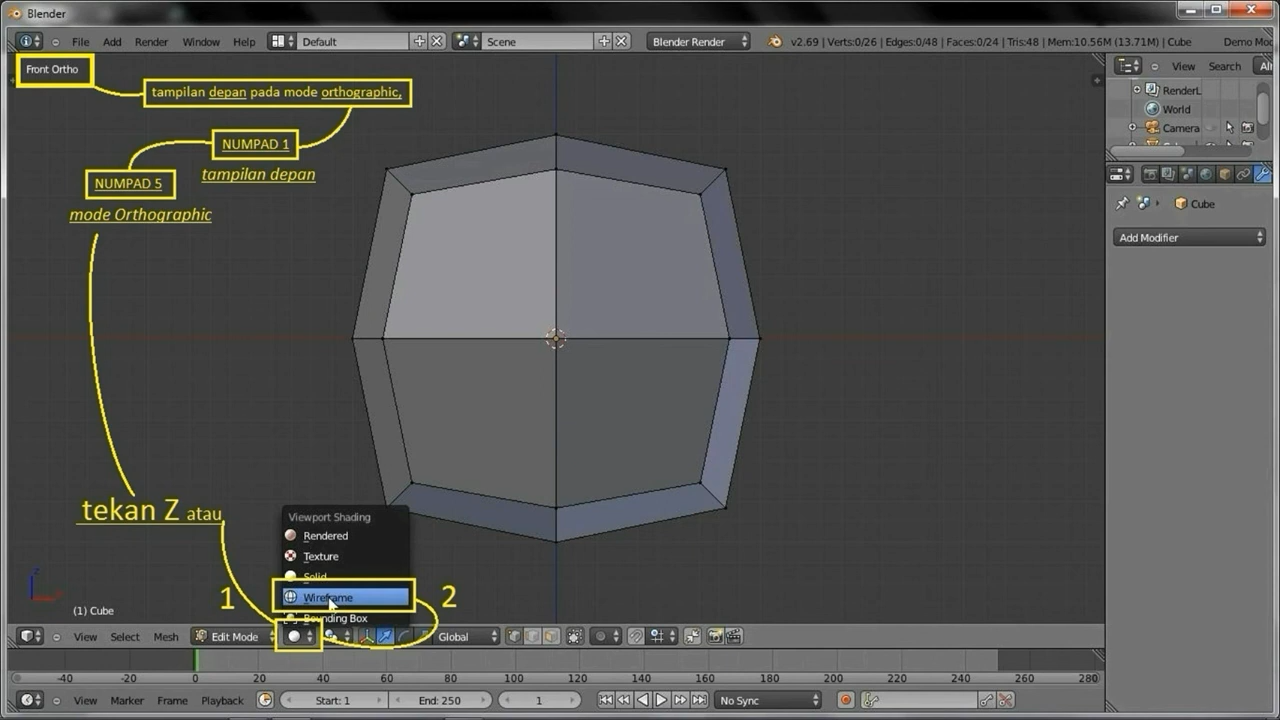 Blender
File Add Render Window Help Default Scene Blender Render v2.69 | Verts:0/26 | Edges:0/48 | Faces:0/24 | Tris:48 | Mem:10.56M (13.71M) | Cube Demo Mo
Front Ortho
tampilan depan pada mode orthographic,
NUMPAD 1
tampilan depan
NUMPAD 5
mode Orthographic
View Search Al
RenderL
World
Camera
Cube
Add Modifier
tekan Z atau
Viewport Shading
Rendered
Texture
Solid
Wireframe
Bounding Box
1
2
z
(1) Cube
View Select Mesh Edit Mode Global
-40 -20 0 20 40 60 80 100 120 140 160 180 200 220 240 260 280
View Marker Frame Playback Start: 1 End: 250 1 No Sync